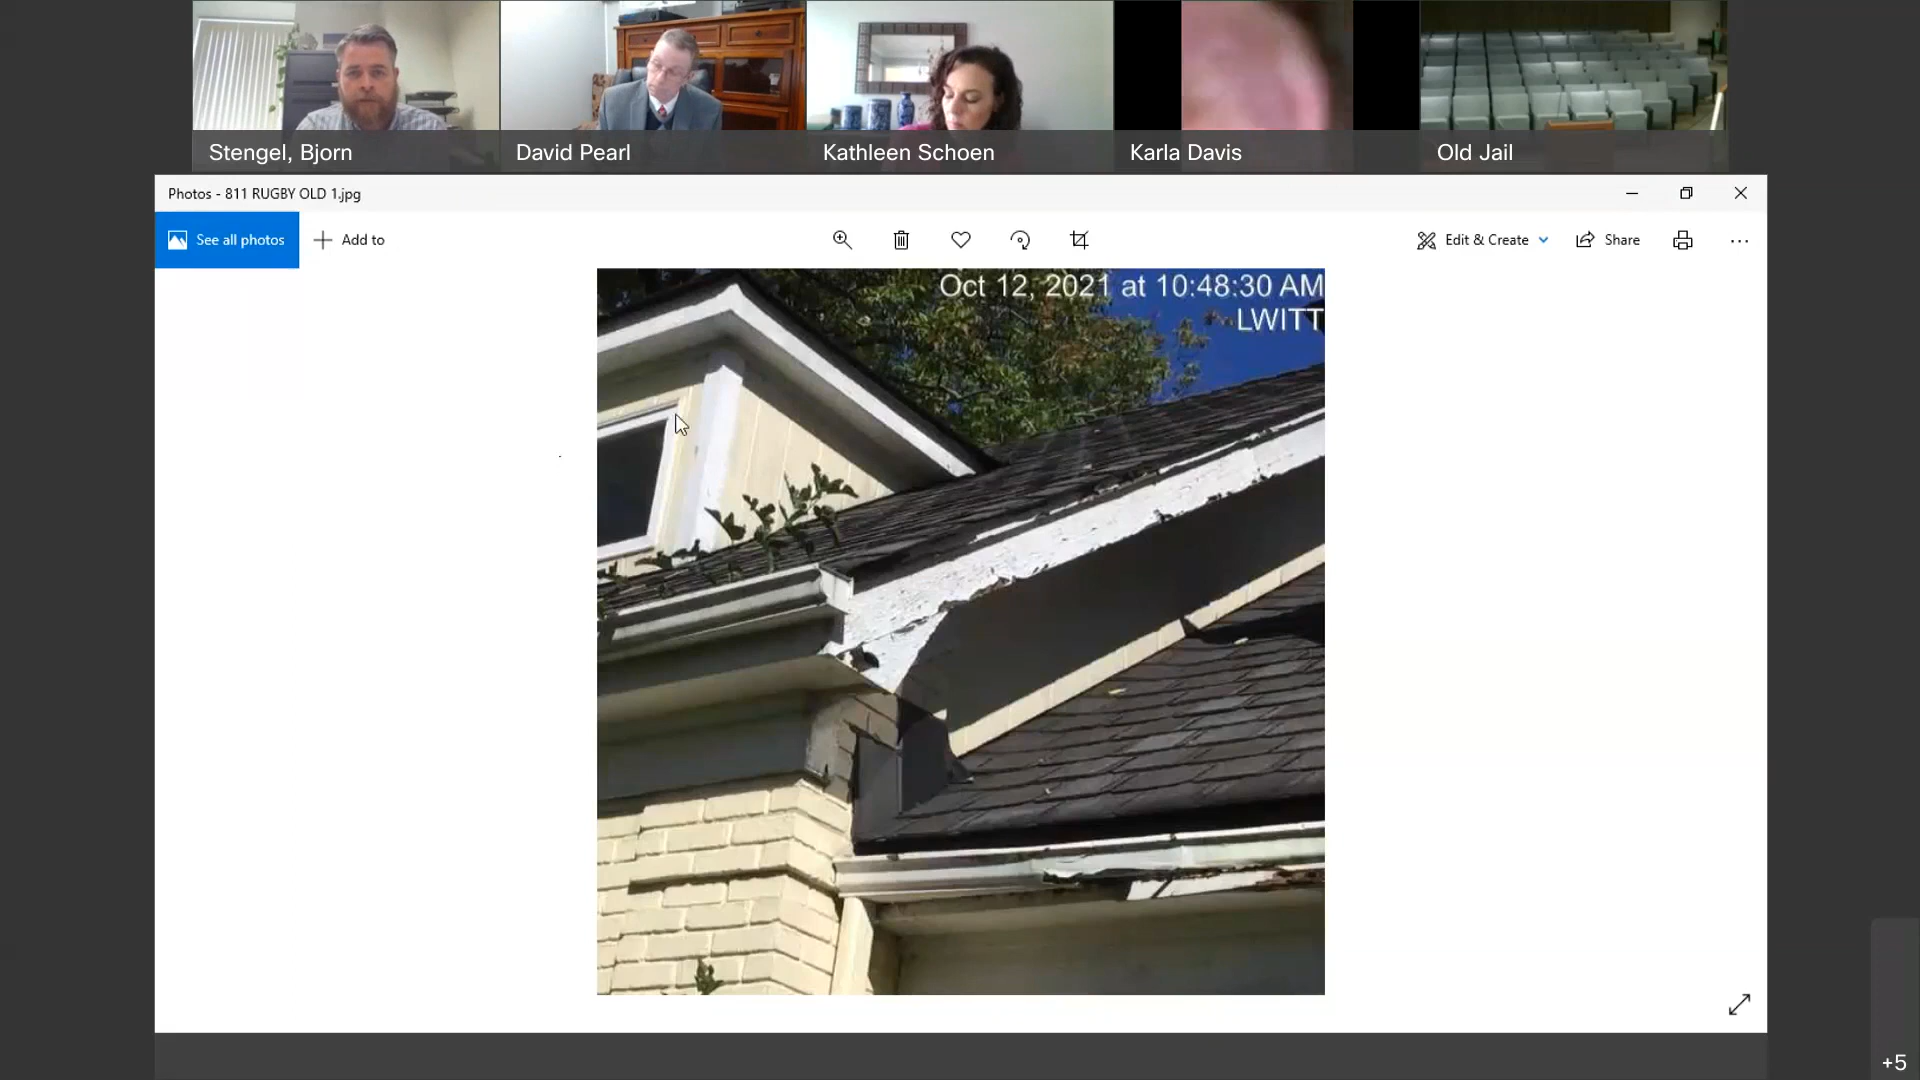 Stengel, Bjorn
David Pearl
Kathleen Schoen
Karla Davis
Old Jail
Photos - 811 RUGBY OLD 1.jpg
See all photos
Add to
Edit & Create
Share
Oct 12, 2021 at 10:48:30 AM
LWITT
+5